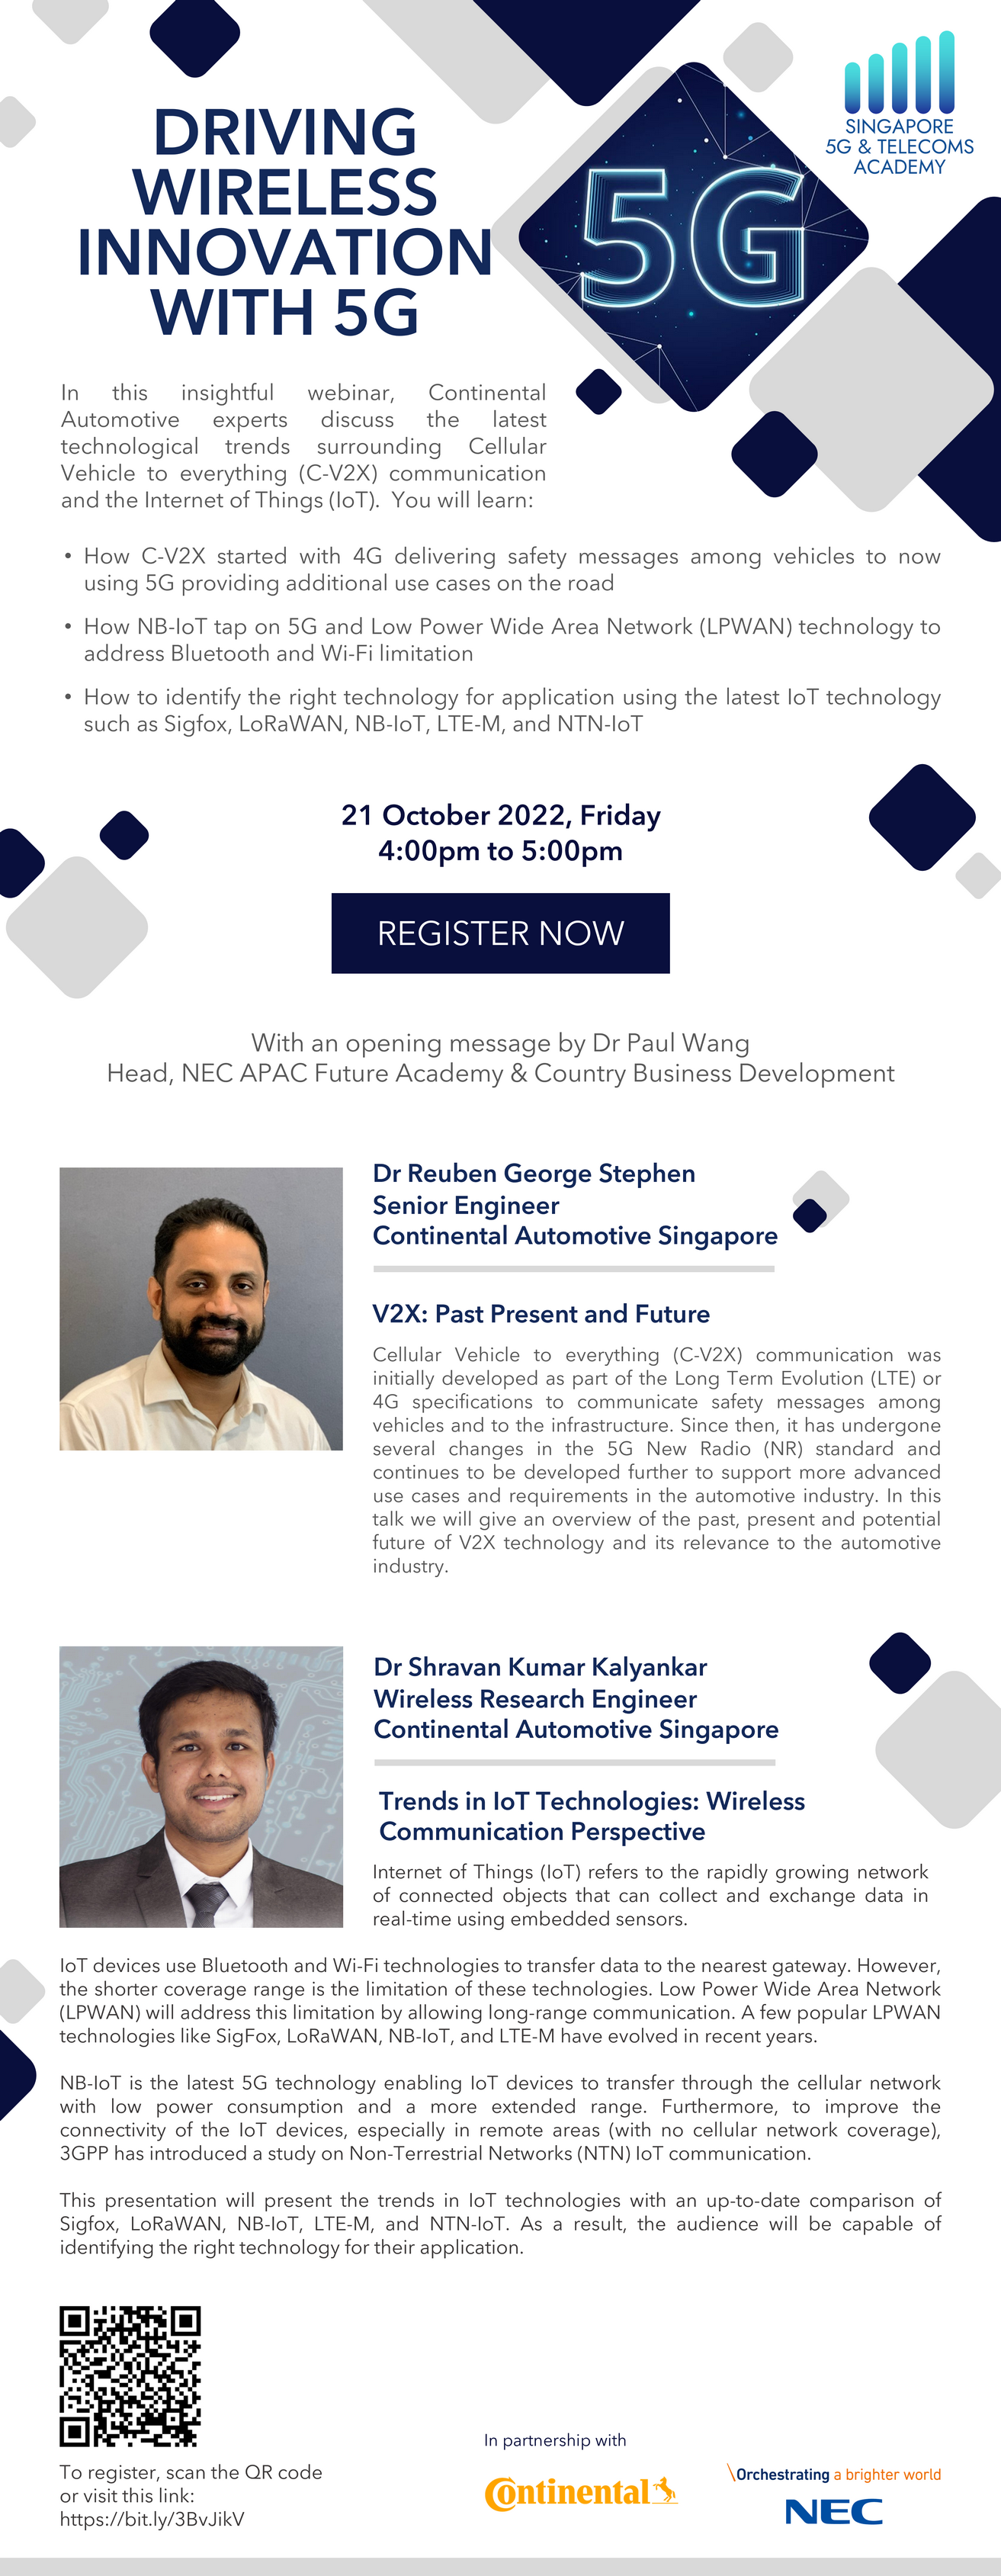 DRIVING
WIRELESS
INNOVATION
WITH 5G
5G
SINGAPORE
5G & TELECOMS
ACADEMY
In this insightful webinar, Continental
Automotive experts discuss the latest
technological trends surrounding Cellular
Vehicle to everything (C-V2X) communication
and the Internet of Things (IoT). You will learn:
• How C-V2X started with 4G delivering safety messages among vehicles to now
using 5G providing additional use cases on the road
• How NB-IoT tap on 5G and Low Power Wide Area Network (LPWAN) technology to
address Bluetooth and Wi-Fi limitation
• How to identify the right technology for application using the latest IoT technology
such as Sigfox, LoRaWAN, NB-IoT, LTE-M, and NTN-IoT
21 October 2022, Friday
4:00pm to 5:00pm
REGISTER NOW
With an opening message by Dr Paul Wang
Head, NEC APAC Future Academy & Country Business Development
Dr Reuben George Stephen
Senior Engineer
Continental Automotive Singapore
V2X: Past Present and Future
Cellular Vehicle to everything (C-V2X) communication was
initially developed as part of the Long Term Evolution (LTE) or
4G specifications to communicate safety messages among
vehicles and to the infrastructure. Since then, it has undergone
several changes in the 5G New Radio (NR) standard and
continues to be developed further to support more advanced
use cases and requirements in the automotive industry. In this
talk we will give an overview of the past, present and potential
future of V2X technology and its relevance to the automotive
industry.
Dr Shravan Kumar Kalyankar
Wireless Research Engineer
Continental Automotive Singapore
Trends in IoT Technologies: Wireless
Communication Perspective
Internet of Things (IoT) refers to the rapidly growing network
of connected objects that can collect and exchange data in
real-time using embedded sensors.
IoT devices use Bluetooth and Wi-Fi technologies to transfer data to the nearest gateway. However,
the shorter coverage range is the limitation of these technologies. Low Power Wide Area Network
(LPWAN) will address this limitation by allowing long-range communication. A few popular LPWAN
technologies like SigFox, LoRaWAN, NB-IoT, and LTE-M have evolved in recent years.
NB-IoT is the latest 5G technology enabling IoT devices to transfer through the cellular network
with low power consumption and a more extended range. Furthermore, to improve the
connectivity of the IoT devices, especially in remote areas (with no cellular network coverage),
3GPP has introduced a study on Non-Terrestrial Networks (NTN) IoT communication.
This presentation will present the trends in IoT technologies with an up-to-date comparison of
Sigfox, LoRaWAN, NB-IoT, LTE-M, and NTN-IoT. As a result, the audience will be capable of
identifying the right technology for their application.
To register, scan the QR code
or visit this link:
https://bit.ly/3BvJikV
In partnership with
Continental
\Orchestrating a brighter world
NEC